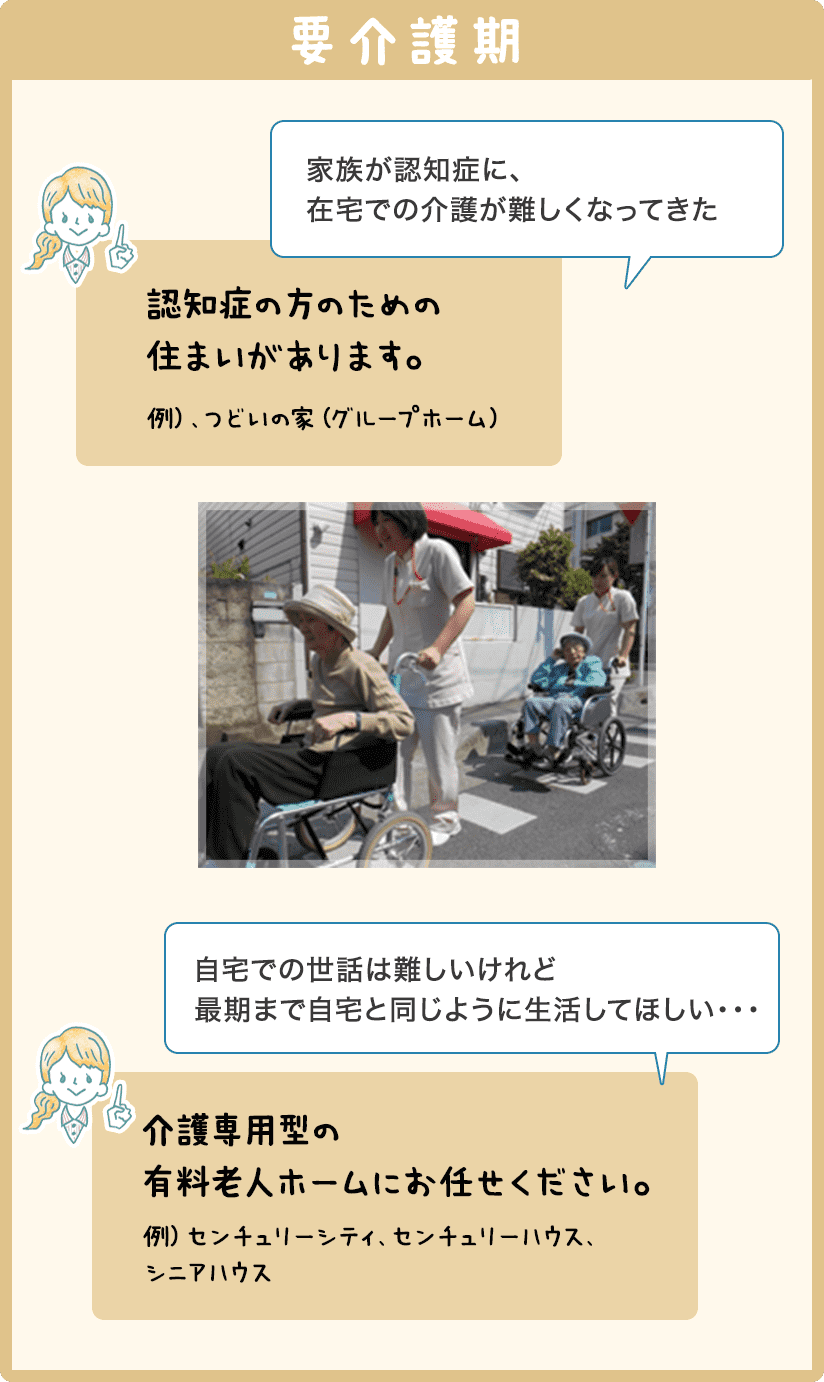 要介護期
家族が認知症に、
在宅での介護が難しくなってきた
認知症の方のための
住まいがあります。
例）、つどいの家（グループホーム）
自宅での世話は難しいけれど
最期まで自宅と同じように生活してほしい・・・
介護専用型の
有料老人ホームにお任せください。
例）センチュリーシティ、センチュリーハウス、
シニアハウス